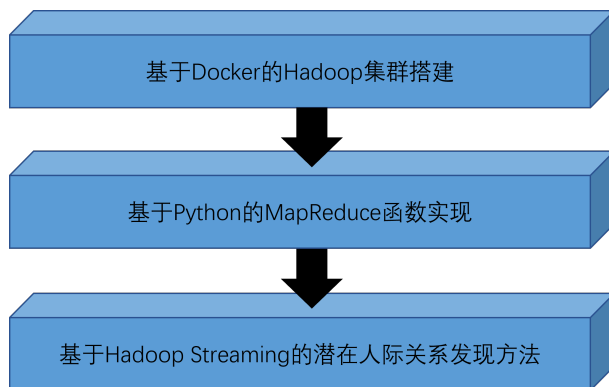 基于Docker的Hadoop集群搭建
基于Python的MapReduce函数实现
基于Hadoop Streaming的潜在人际关系发现方法